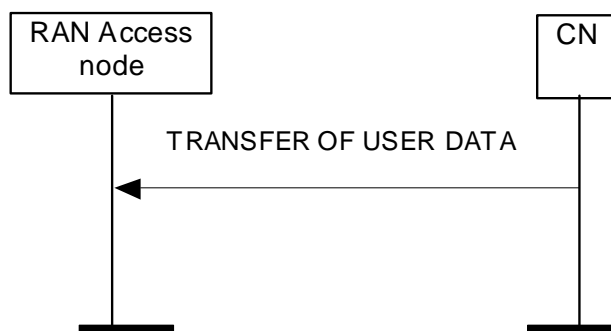 RAN Access
node
CN
TRANSFER OF USER DATA